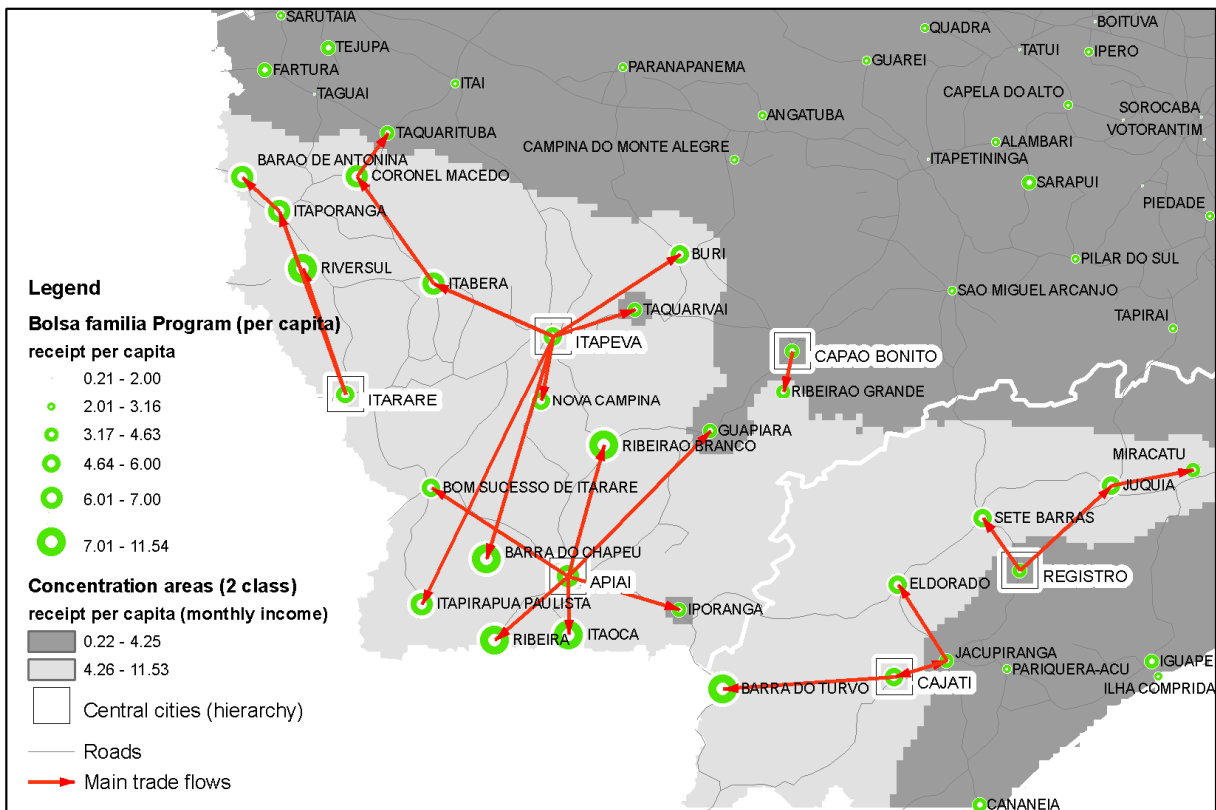 SARUTAIA
TEJUPA
FARTURA
TAGUAI
ITAI
PARANAPANEMA
QUADRA
BOITUVA
TATUI
IPERO
GUAREI
CAPELA DO ALTO
SOROCABA
VOTORANTIM
ANGATUBA
TAQUARITUBA
CAMPINA DO MONTE ALEGRE
ALAMBARI
ITAPETININGA
SARAPUI
PIEDADE
BARAO DE ANTONINA
CORONEL MACEDO
ITAPORANGA
RIVERSUL
ITABERA
BURI
PILAR DO SUL
SAO MIGUEL ARCANJO
TAPIRAI
TAQUARIVAI
ITAPEVA
CAPAO BONITO
ITARARE
NOVA CAMPINA
RIBEIRAO GRANDE
GUAPIARA
RIBEIRAO BRANCO
MIRACATU
JUQUIA
BOM SUCESSO DE ITARARE
SETE BARRAS
BARRA DO CHAPEU
APIAI
REGISTRO
ELDORADO
ITAPIRAPUA PAULISTA
IPORANGA
RIBEIRA
ITAOCA
JACUPIRANGA
PARIQUERA-ACU
IGUAPE
ILHA COMPRIDA
CAJATI
BARRA DO TURVO
CANANEIA
Legend
Bolsa familia Program (per capita)
receipt per capita
0.21 - 2.00
2.01 - 3.16
3.17 - 4.63
4.64 - 6.00
6.01 - 7.00
7.01 - 11.54
Concentration areas (2 class)
receipt per capita (monthly income)
0.22 - 4.25
4.26 - 11.53
Central cities (hierarchy)
Roads
Main trade flows